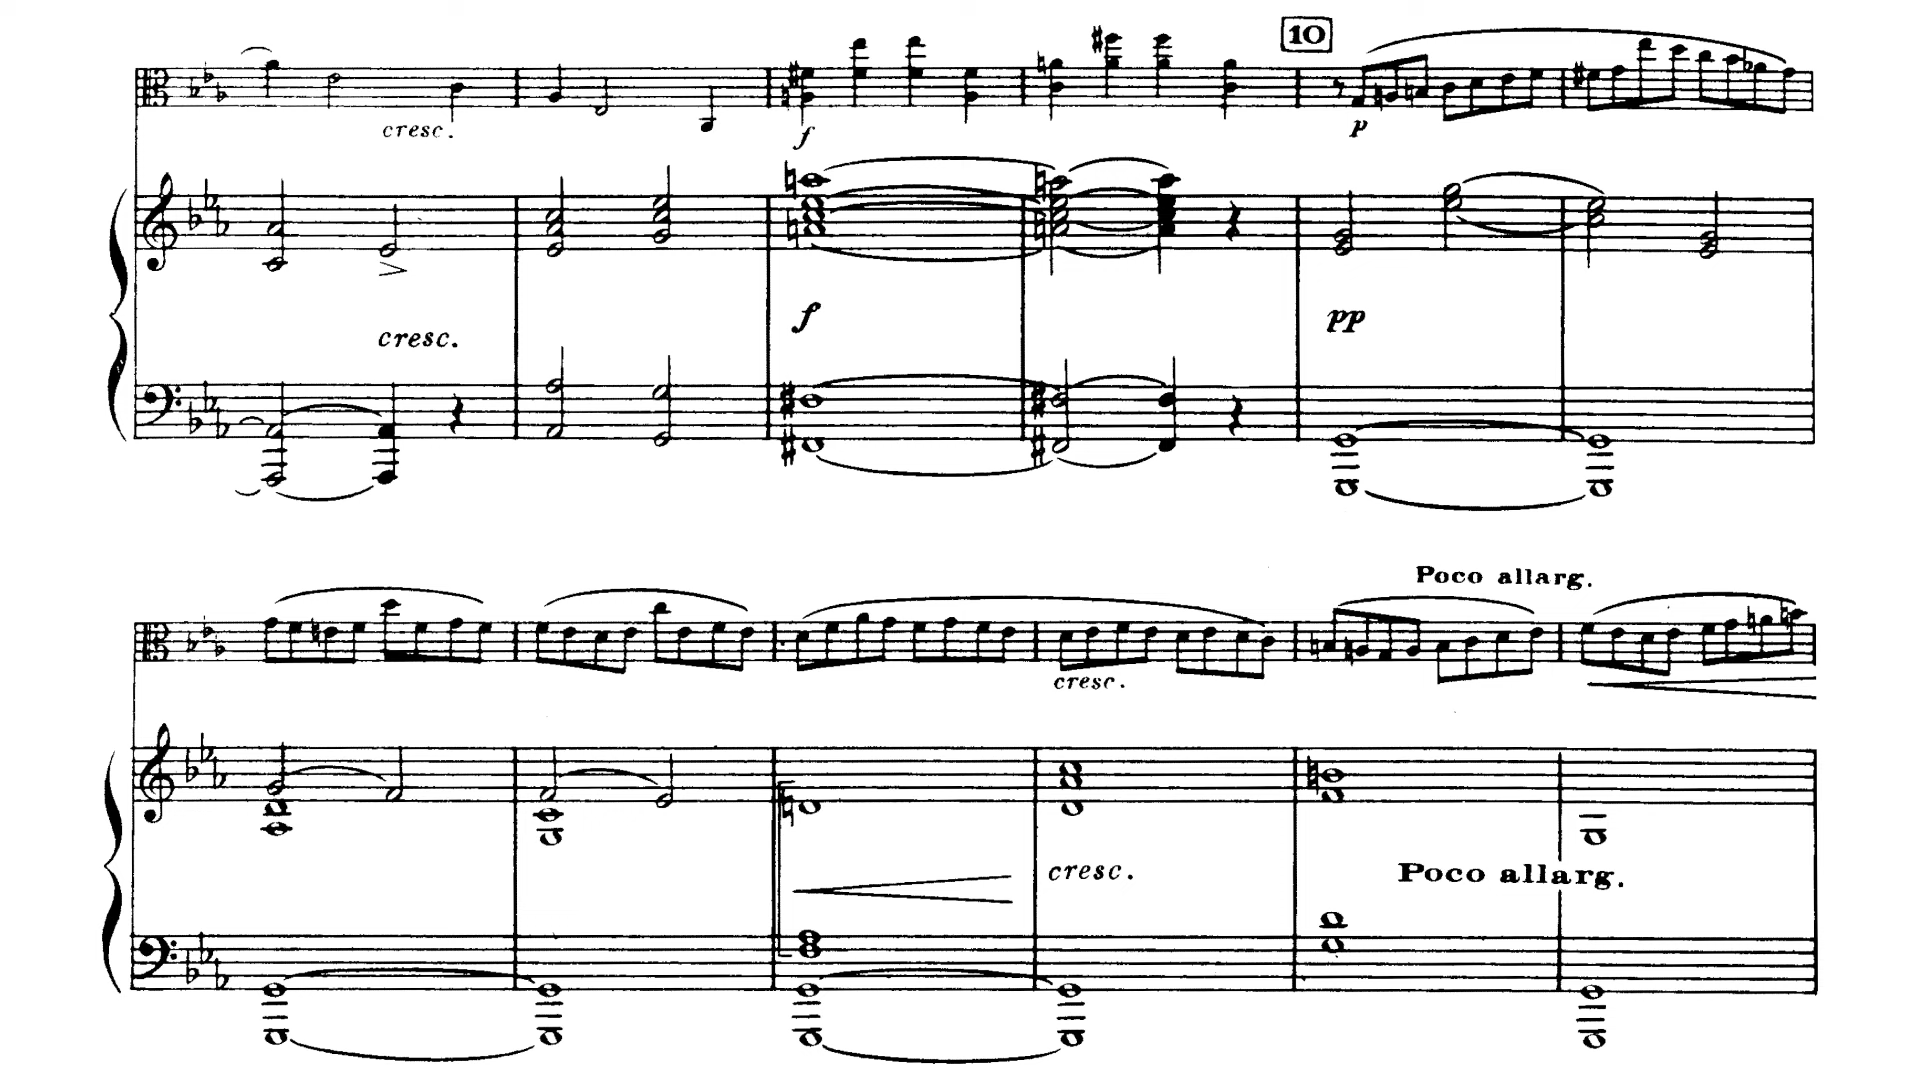 10
cresc.
f
p
cresc.
f
pp
Poco allarg.
cresc.
cresc.
Poco allarg.